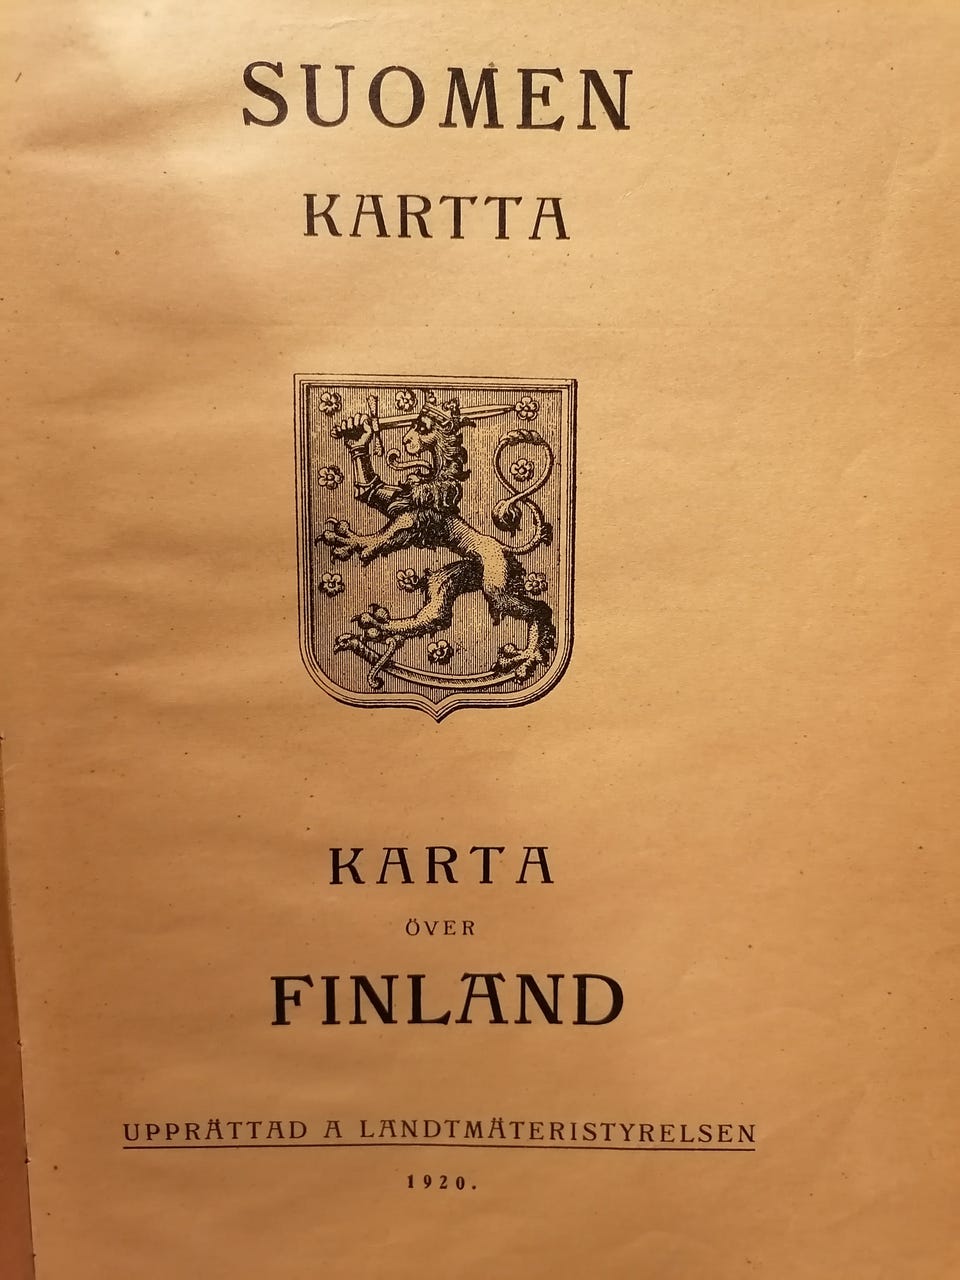 SUOMEN
KARTTA
KARTA
ÖVER
FINLAND
UPPRÄTTAD A LANDTMÄTERISTYRELSEN
1920.